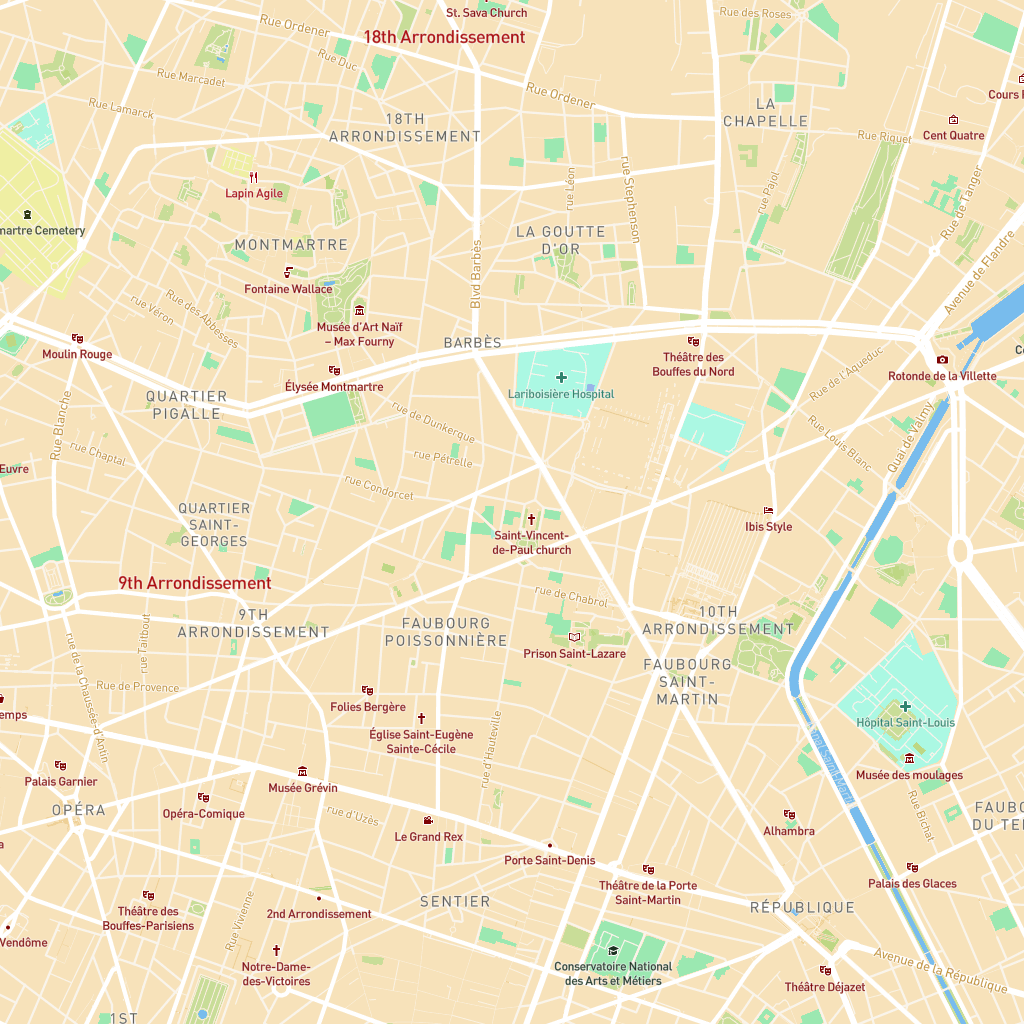 St. Sava Church
Rue des Roses
Rue Ordener
18th Arrondissement
Rue Duc
Rue Marcadet
Rue Ordener
Cours
Rue Lamarck
18TH
ARRONDISSEMENT
LA
CHAPELLE
Cent Quatre
Rue Riquet
Lapin Agile
rue Léon
rue Stephenson
rue Pajol
Rue de Tanger
martre Cemetery
MONTMARTRE
LA GOUTTE
D'OR
Blvd Barbès
Avenue de Flandre
Fontaine Wallace
rue Véron
Rue des Abbesses
Musée d'Art Naïf
– Max Fourny
BARBÈS
Moulin Rouge
Théâtre des
Bouffes du Nord
Rue de l'Aqueduc
Rotonde de la Villette
Élysée Montmartre
Lariboisière Hospital
QUARTIER
PIGALLE
Rue Blanche
rue de Dunkerque
Rue Louis Blanc
Quai de Valmy
rue Chaptal
rue Pétrelle
Euvre
rue Condorcet
QUARTIER
SAINT-
GEORGES
Ibis Style
Saint-Vincent-
de-Paul church
9th Arrondissement
rue de Chabrol
9TH
ARRONDISSEMENT
FAUBOURG
POISSONNIÈRE
10TH
ARRONDISSEMENT
rue Taitbout
rue de la Chaussée-d'Antin
Prison Saint-Lazare
FAUBOURG
SAINT-
MARTIN
Rue de Provence
Folies Bergère
temps
Église Saint-Eugène
Sainte-Cécile
rue d'Hauteville
Hôpital Saint-Louis
Canal Saint-Martin
Palais Garnier
Musée Grévin
Musée des moulages
OPÉRA
Opéra-Comique
rue d'Uzès
Le Grand Rex
Rue Bichat
FAUBOU
DU TEM
Alhambra
Porte Saint-Denis
Palais des Glaces
Théâtre de la Porte
Saint-Martin
Théâtre des
Bouffes-Parisiens
Rue Vivienne
2nd Arrondissement
SENTIER
RÉPUBLIQUE
Vendôme
Notre-Dame-
des-Victoires
Conservatoire National
des Arts et Métiers
Avenue de la République
Théâtre Déjazet
1ST